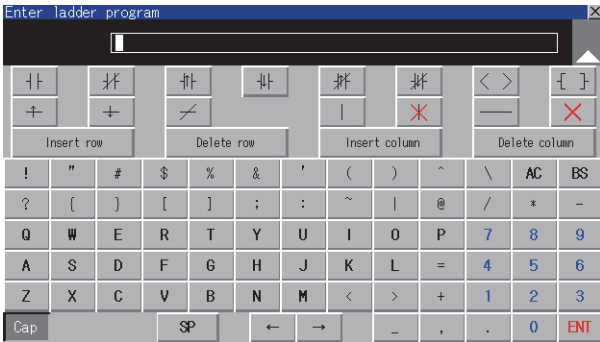 Enter ladder program
< > { }
Insert row Delete row Insert column Delete column
! " # $ % & ' ( ) ^ \ AC BS
? { } [ ] ; : ~ | @ / * -
Q W E R T Y U I O P 7 8 9
A S D F G H J K L = 4 5 6
Z X C V B N M < > + 1 2 3
Cap SP ← → _ , . 0 ENT